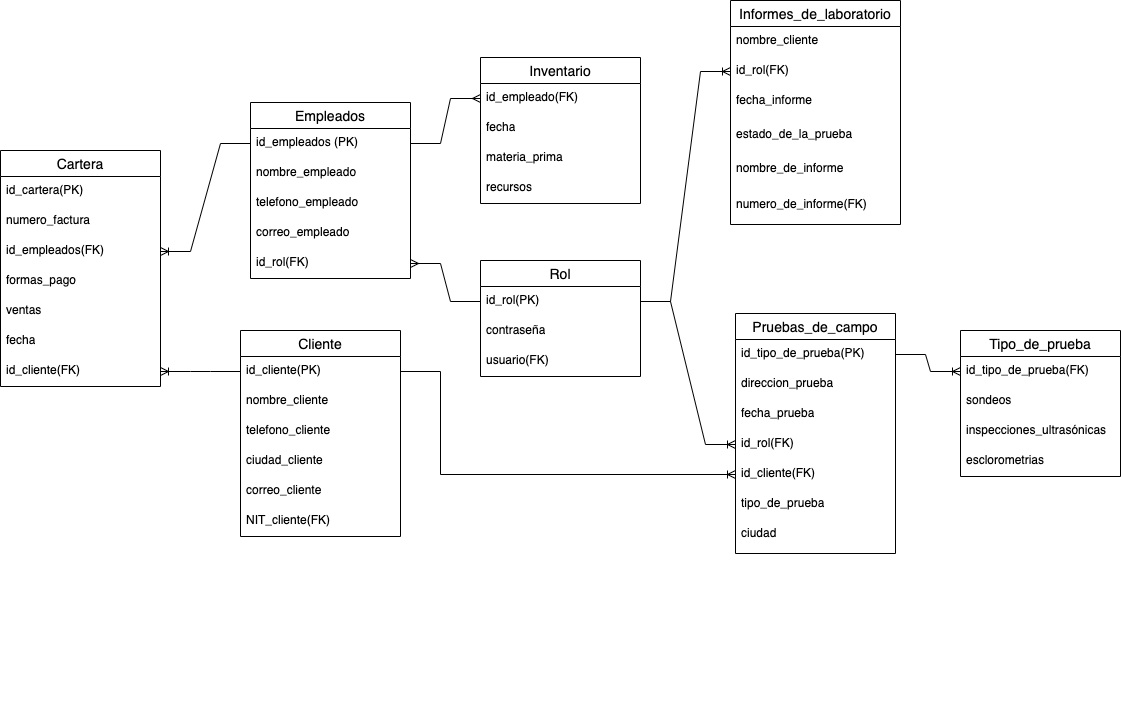 Informes_de_laboratorio
nombre_cliente
id_rol(FK)
fecha_informe
estado_de_la_prueba
nombre_de_informe
numero_de_informe(FK)
Inventario
id_empleado(FK)
fecha
materia_prima
recursos
Empleados
id_empleados (PK)
nombre_empleado
telefono_empleado
correo_empleado
id_rol(FK)
Cartera
id_cartera(PK)
numero_factura
id_empleados(FK)
formas_pago
ventas
fecha
id_cliente(FK)
Rol
id_rol(PK)
contraseña
usuario(FK)
Cliente
id_cliente(PK)
nombre_cliente
telefono_cliente
ciudad_cliente
correo_cliente
NIT_cliente(FK)
Pruebas_de_campo
id_tipo_de_prueba(PK)
direccion_prueba
fecha_prueba
id_rol(FK)
id_cliente(FK)
tipo_de_prueba
ciudad
Tipo_de_prueba
id_tipo_de_prueba(FK)
sondeos
inspecciones_ultrasónicas
esclorometrias